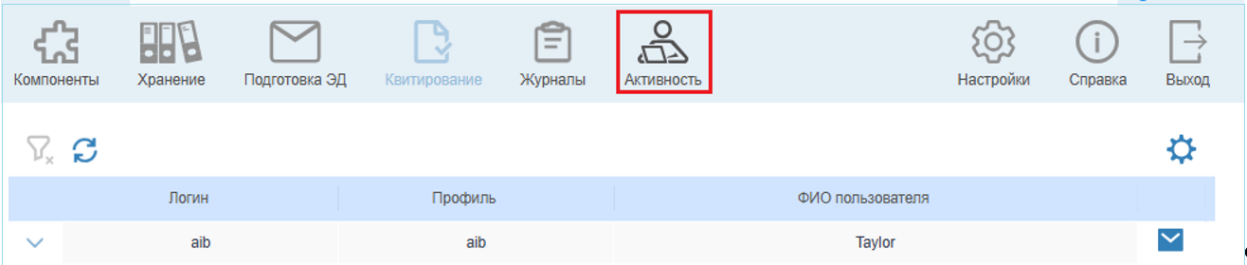 Компоненты Хранение Подготовка ЭД Квитирование Журналы Активность Настройки Справка Выход
Логин Профиль ФИО пользователя
aib aib Taylor